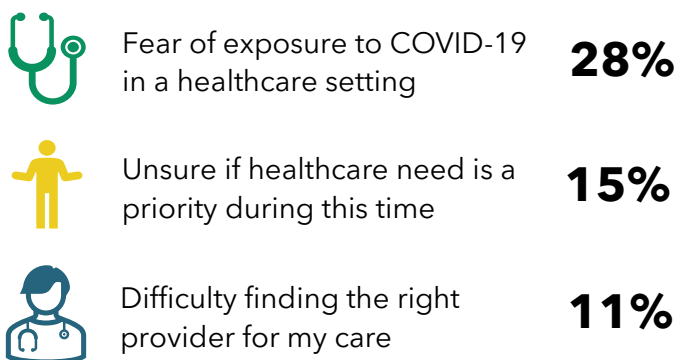 Fear of exposure to COVID-19
in a healthcare setting
28%
Unsure if healthcare need is a
priority during this time
15%
Difficulty finding the right
provider for my care
11%